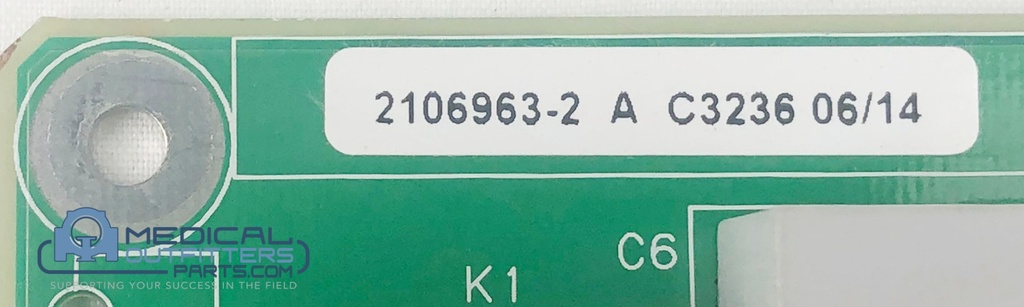 2106963-2 A C3236 06/14
C6
K1
MEDICAL
OUTFITTERS
PARTS.COM
SUPPORTING YOUR SUCCESS IN THE FIELD